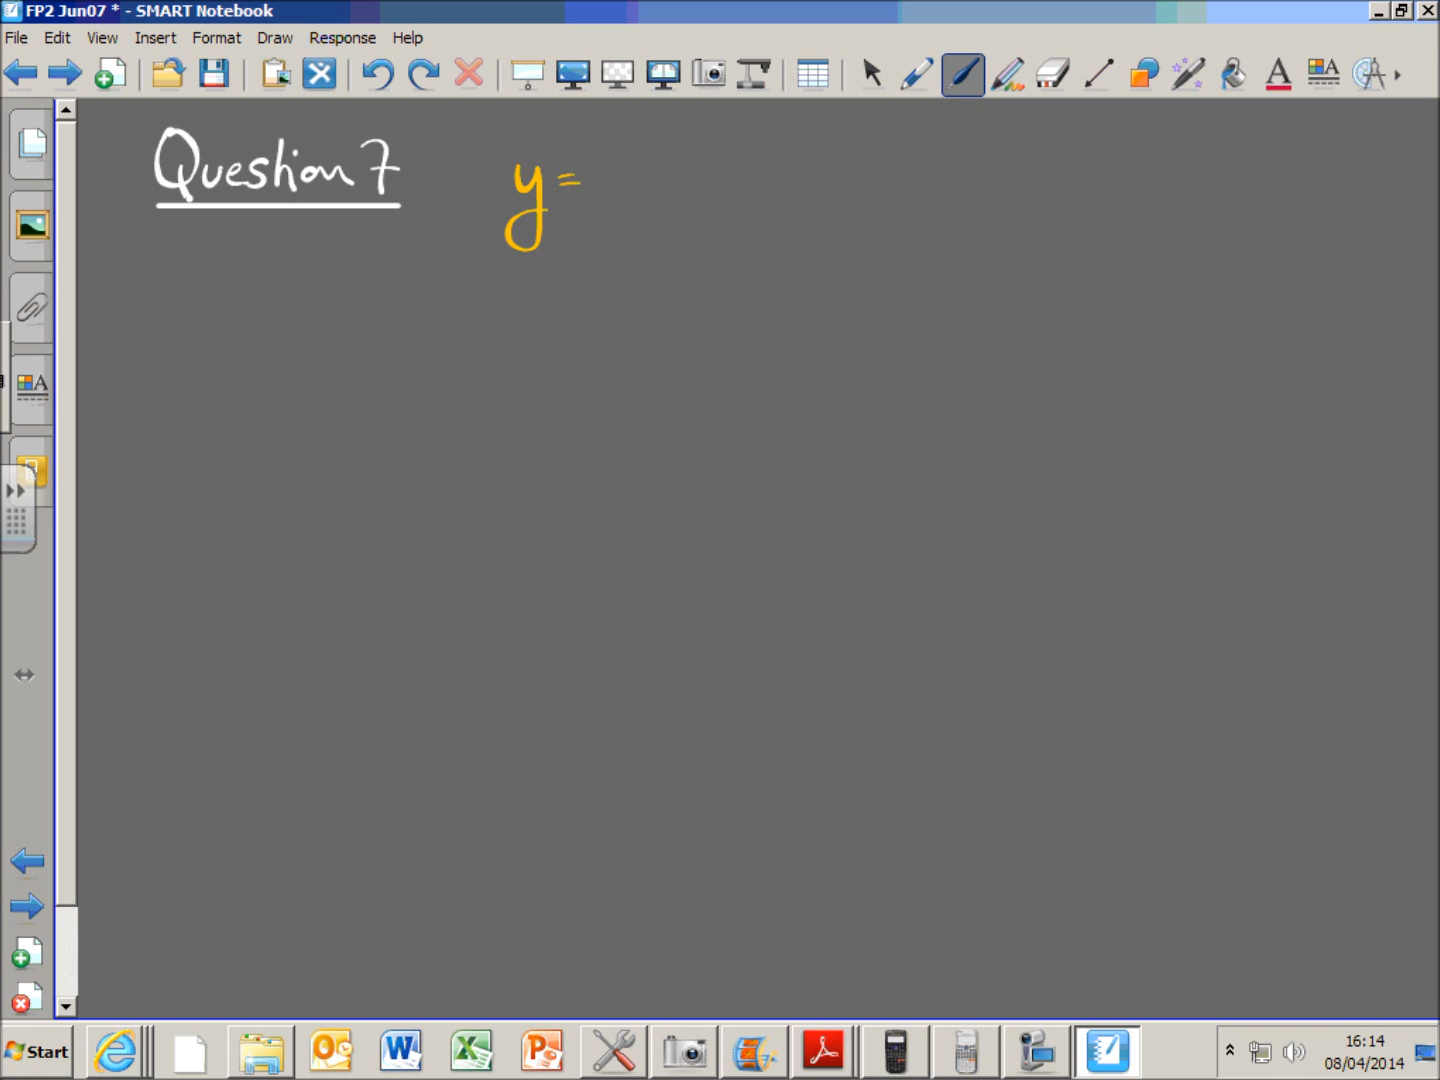 FP2 Jun07 * - SMART Notebook
File Edit View Insert Format Draw Response Help
Question 7
y =
Start
16:14
08/04/2014